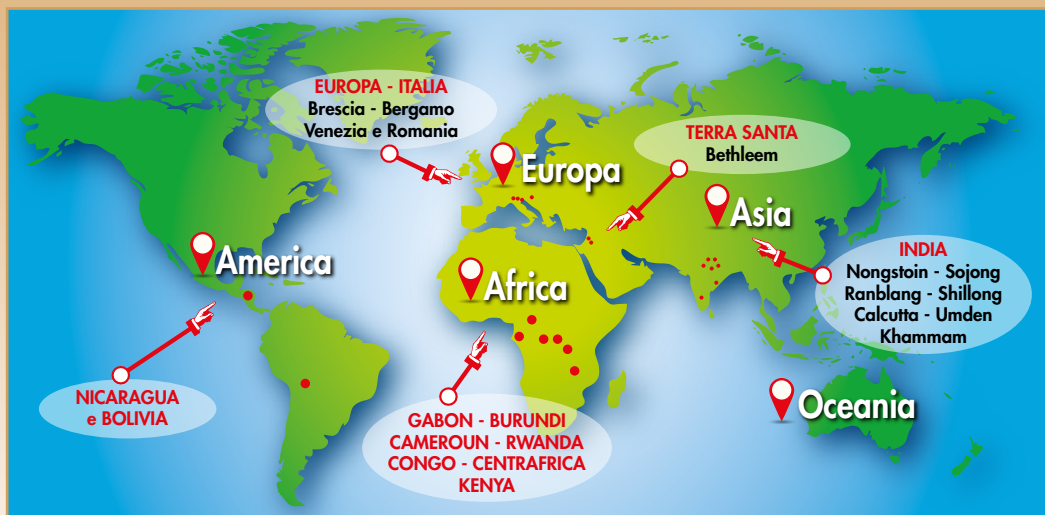 EUROPA - ITALIA
Brescia - Bergamo
Venezia e Romania
TERRA SANTA
Bethleem
Europa
Asia
America
Africa
INDIA
Nongstoin - Sojong
Ranblang - Shillong
Calcutta - Umden
Khammam
NICARAGUA
e BOLIVIA
GABON - BURUNDI
CAMEROUN - RWANDA
CONGO - CENTRAFRICA
KENYA
Oceania